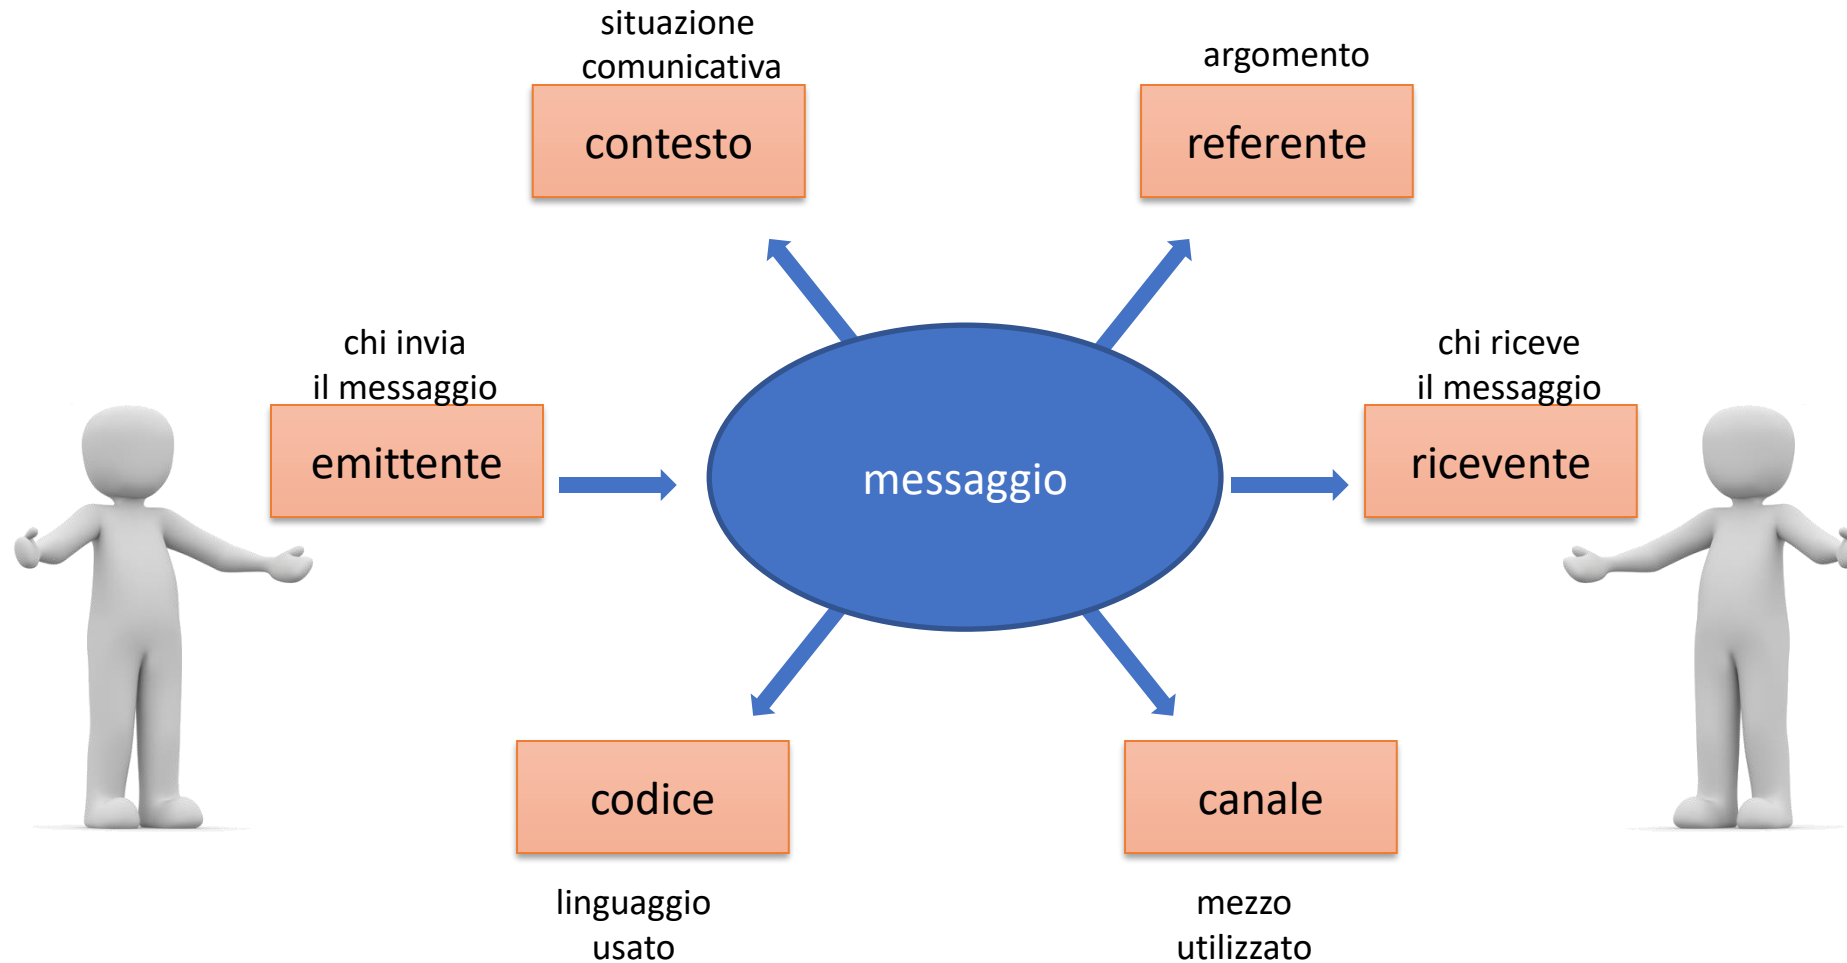 situazione
comunicativa
contesto
argomento
referente
chi invia
il messaggio
emittente
messaggio
chi riceve
il messaggio
ricevente
codice
linguaggio
usato
canale
mezzo
utilizzato